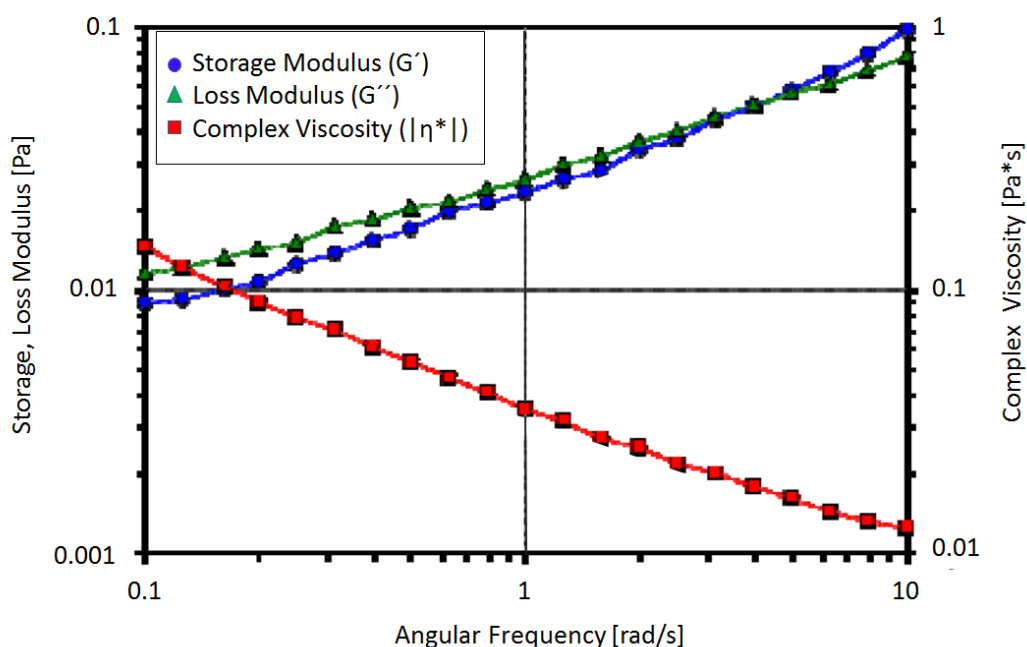 0.1
1
Storage Modulus (G´)
Loss Modulus (G´´)
Complex Viscosity (|η*|)
Storage, Loss Modulus [Pa]
Complex Viscosity [Pa*s]
0.01
0.1
0.001
0.01
0.1
1
10
Angular Frequency [rad/s]